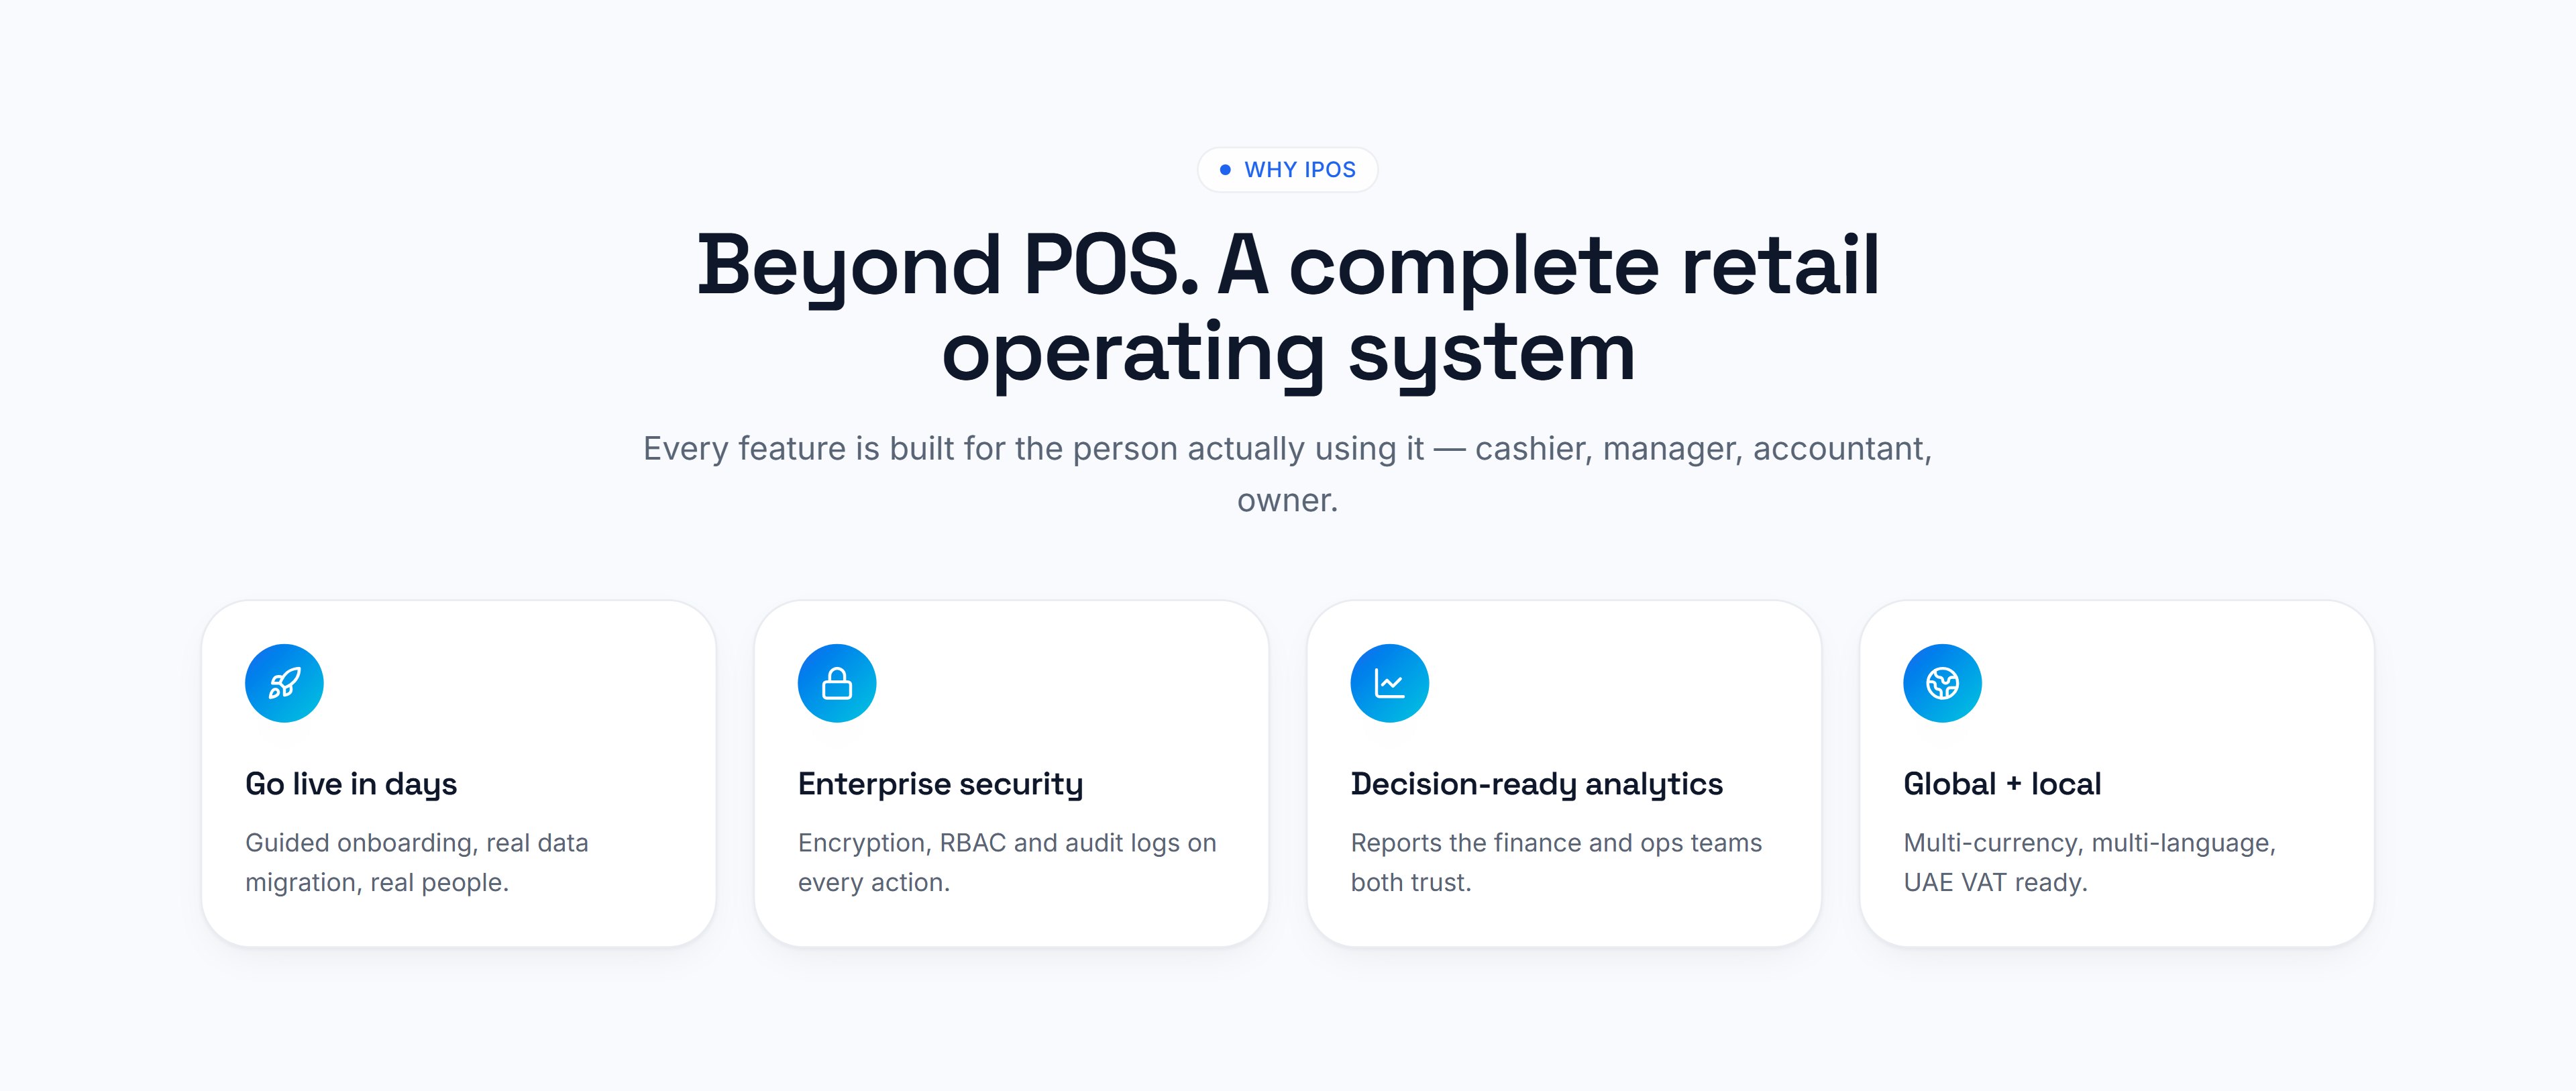 WHY IPOS
Beyond POS. A complete retail
operating system
Every feature is built for the person actually using it — cashier, manager, accountant,
owner.
Go live in days
Guided onboarding, real data
migration, real people.
Enterprise security
Encryption, RBAC and audit logs on
every action.
Decision-ready analytics
Reports the finance and ops teams
both trust.
Global + local
Multi-currency, multi-language,
UAE VAT ready.